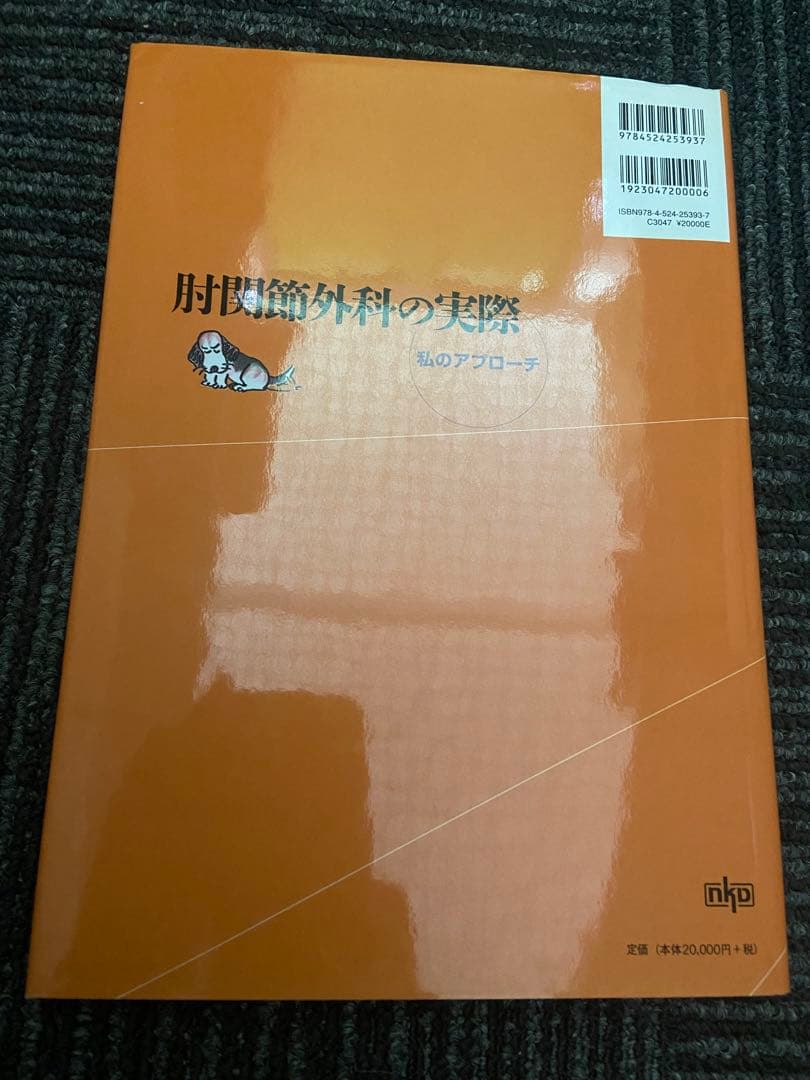 9784524253937
1923047200006
ISBN978-4-524-25393-7
C3047 ¥20000E
肘関節外科の実際
私のアプローチ
nkD
定価（本体20,000円＋税）